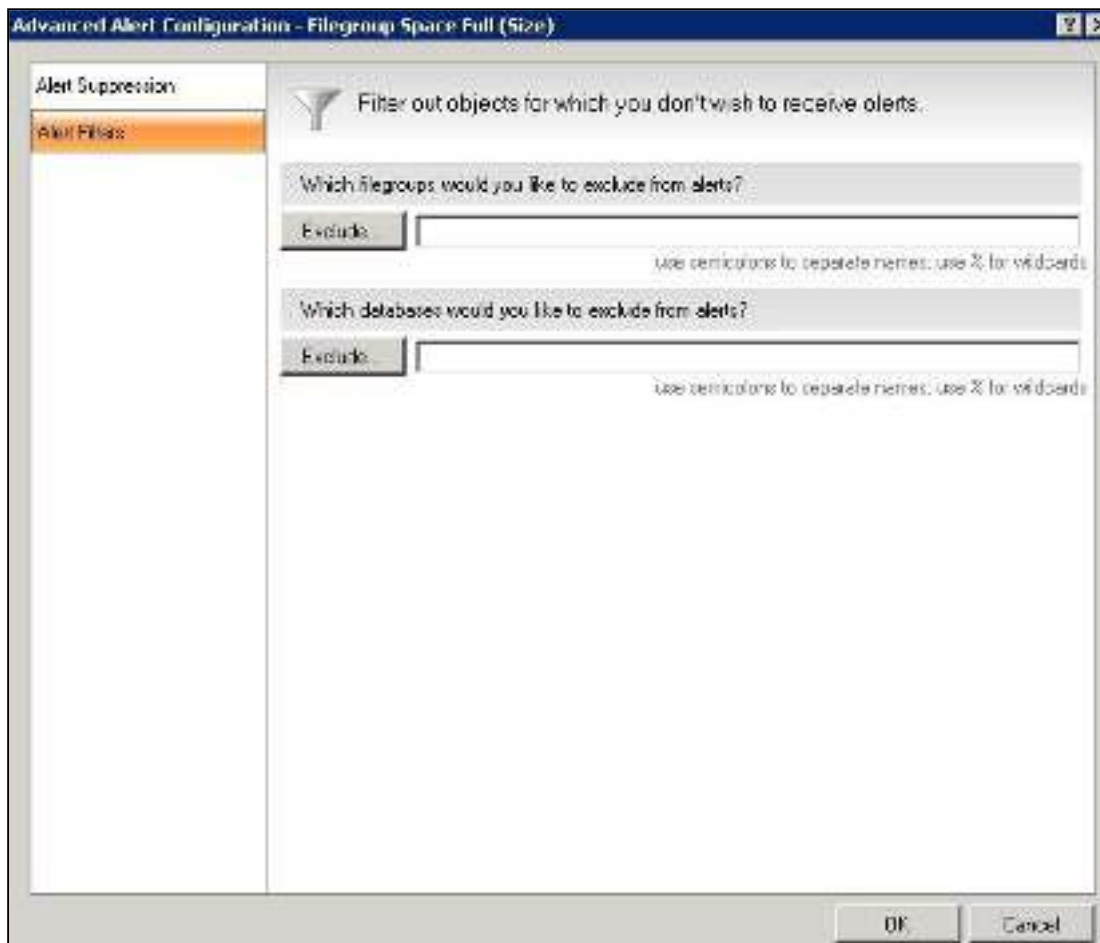 Advanced Alert Configuration - Filegroup Space Full (Size)
Alert Suppression
Alert Filters
Filter out objects for which you don't wish to receive alerts.
Which filegroups would you like to exclude from alerts?
Exclude...
use semicolons to separate names; use % for wildcards
Which databases would you like to exclude from alerts?
Exclude...
use semicolons to separate names; use % for wildcards
OK
Cancel